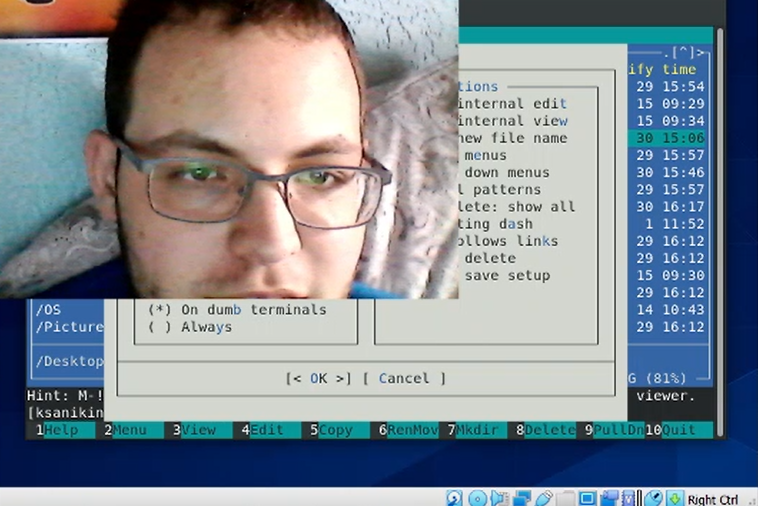 .[^]>
ify time
tions
29 15:54
internal edit
15 09:29
internal view
15 09:34
new file name
30 15:06
menus
29 15:57
down menus
30 15:46
l patterns
29 15:57
lete: show all
30 16:17
ting dash
1 11:52
ollows links
29 16:12
delete
29 16:12
save setup
15 09:30
29 16:12
/OS
(*) On dumb terminals
14 10:43
/Picture
( ) Always
29 16:12
/Desktop
[< OK >] [ Cancel ]
G (81%)
Hint: M-! viewer.
[ksanikin
1Help 2Menu 3View 4Edit 5Copy 6RenMov 7Mkdir 8Delete 9PullDn 10Quit
Right Ctrl